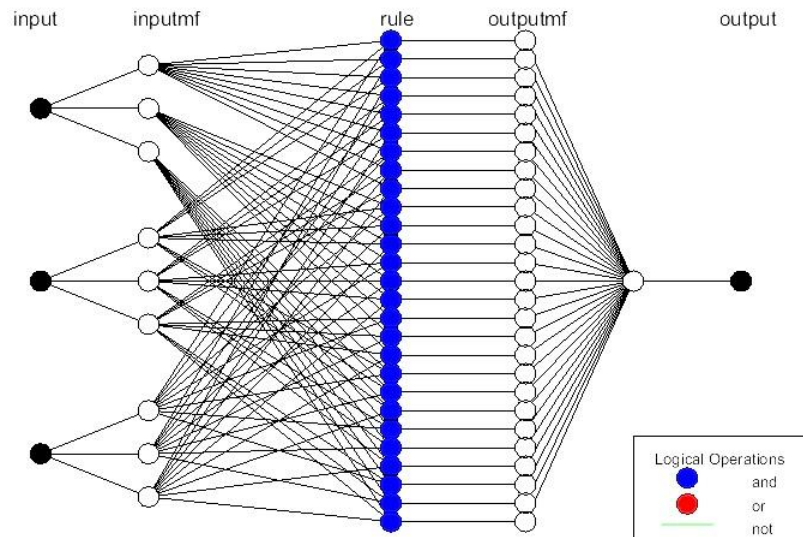 input inputmf rule outputmf output
Logical Operations
and
or
not